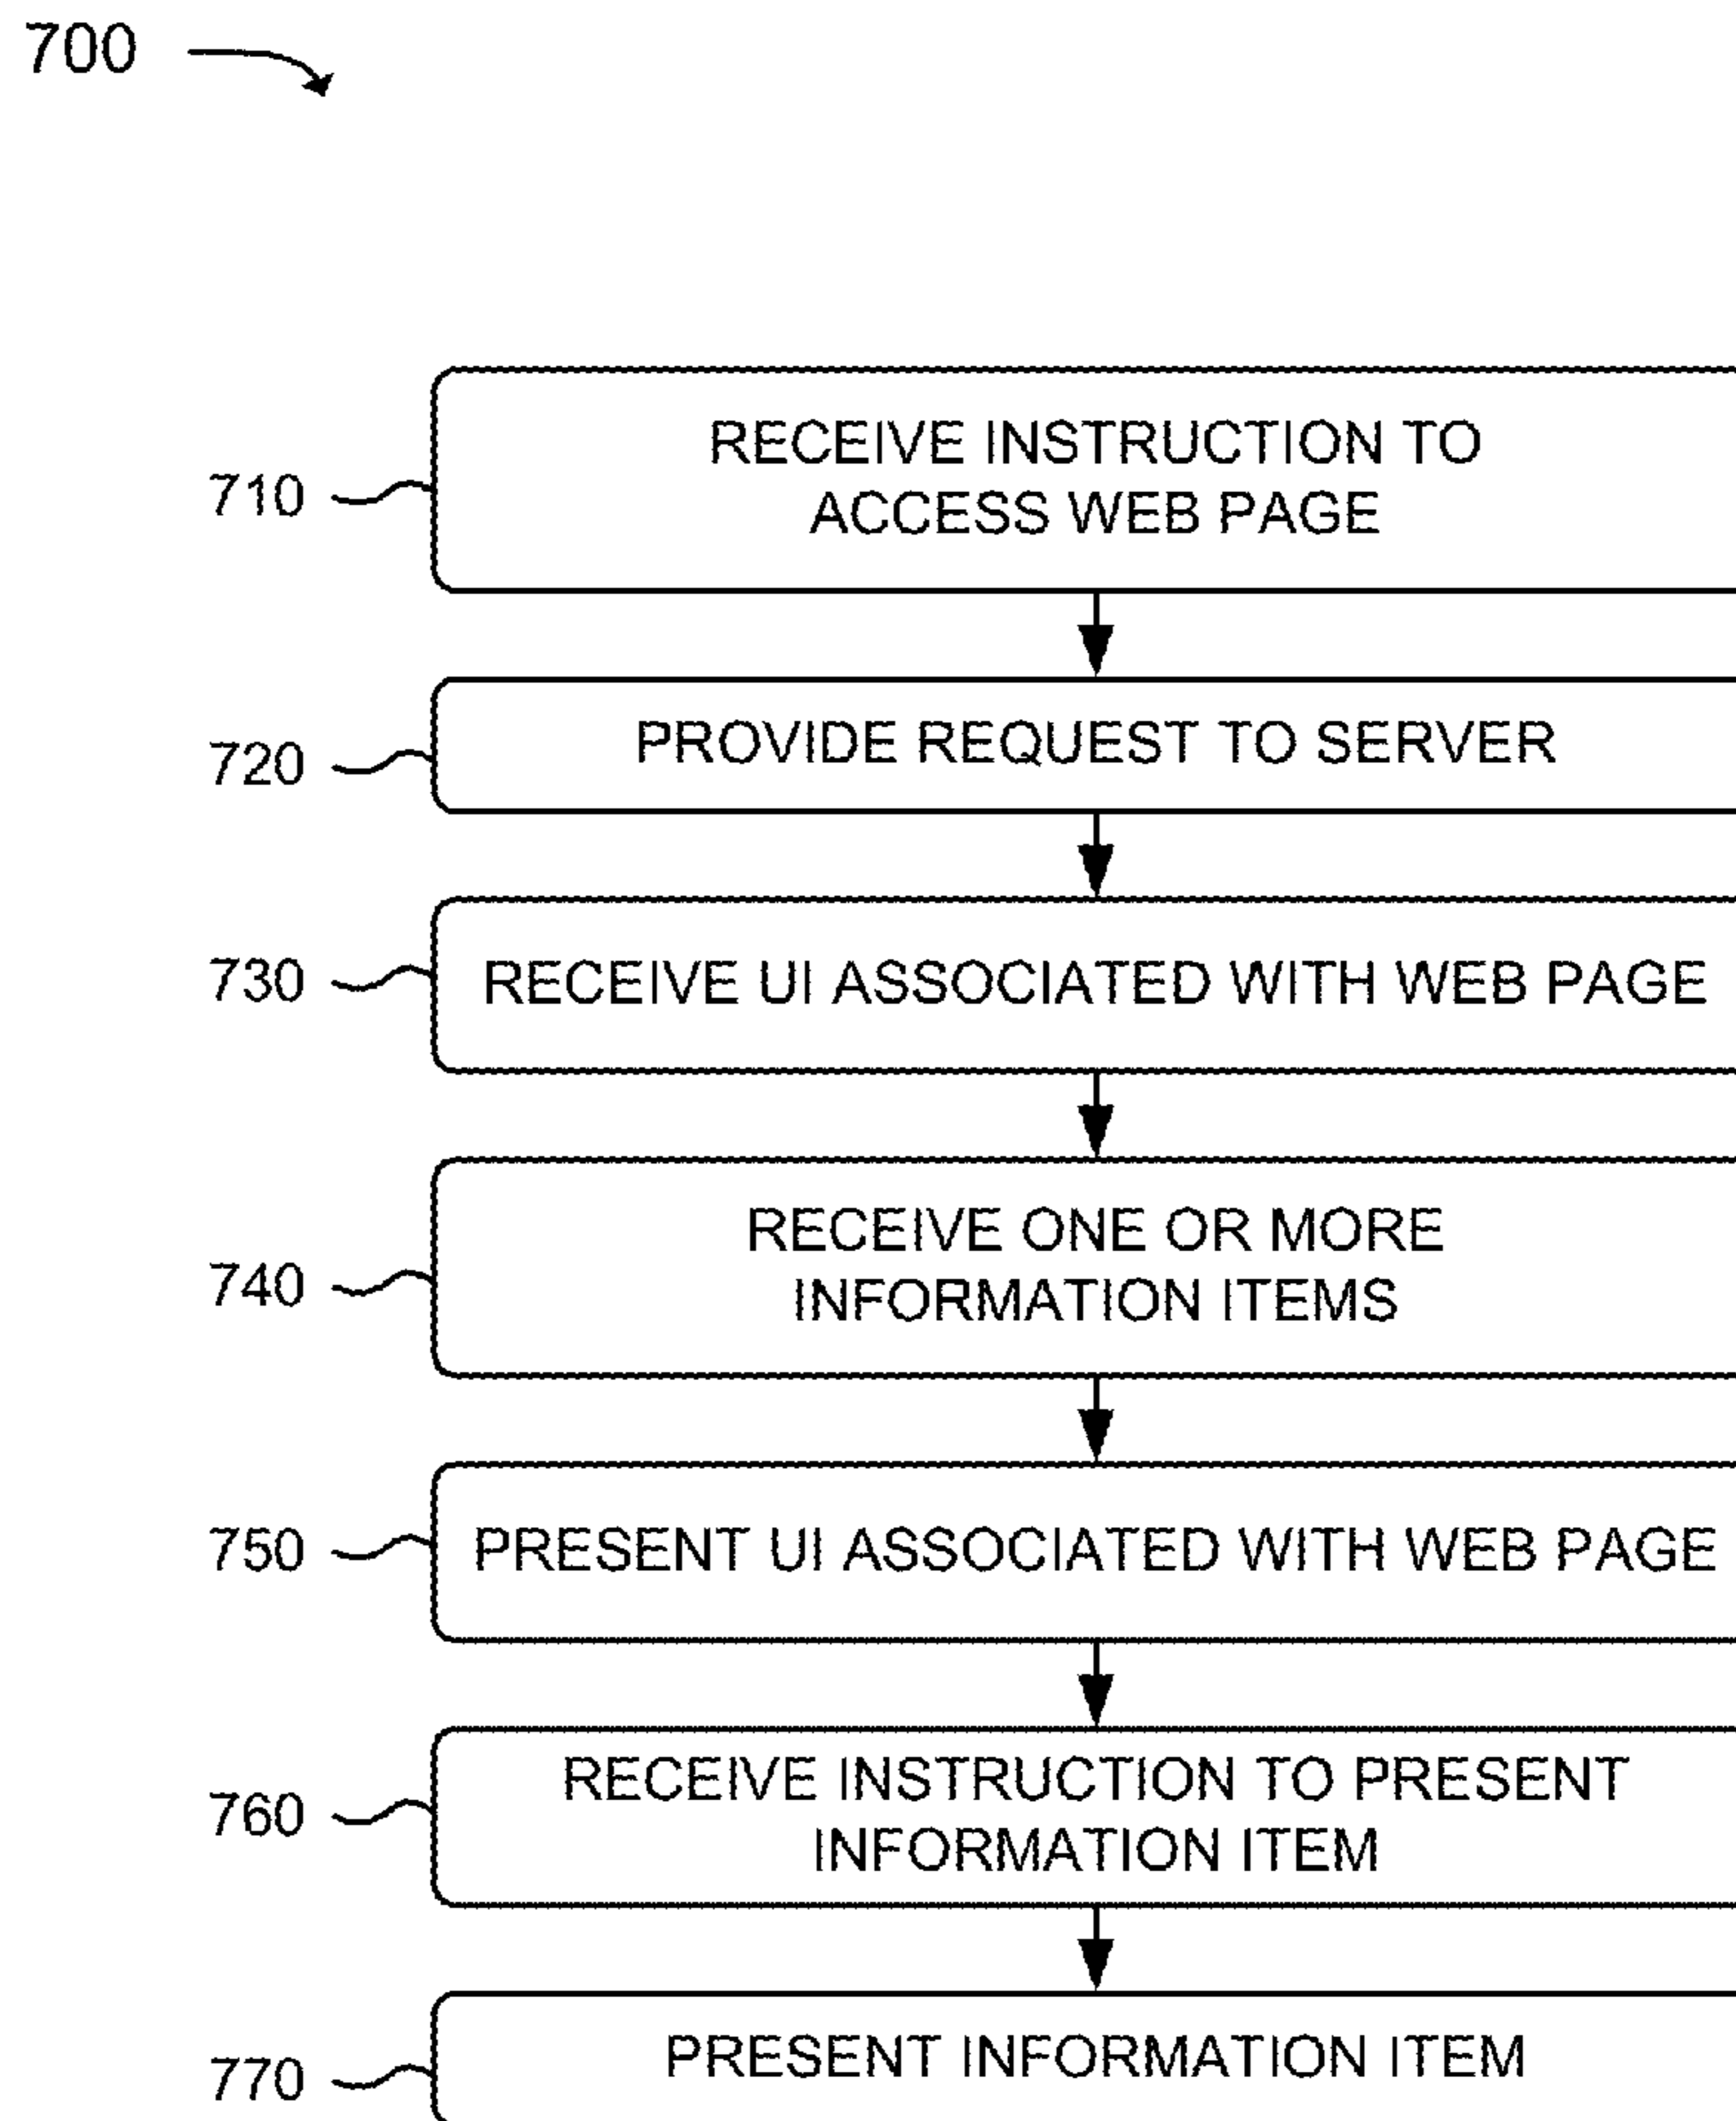 700
710
RECEIVE INSTRUCTION TO
ACCESS WEB PAGE
720
PROVIDE REQUEST TO SERVER
730
RECEIVE UI ASSOCIATED WITH WEB PAGE
740
RECEIVE ONE OR MORE
INFORMATION ITEMS
750
PRESENT UI ASSOCIATED WITH WEB PAGE
760
RECEIVE INSTRUCTION TO PRESENT
INFORMATION ITEM
770
PRESENT INFORMATION ITEM